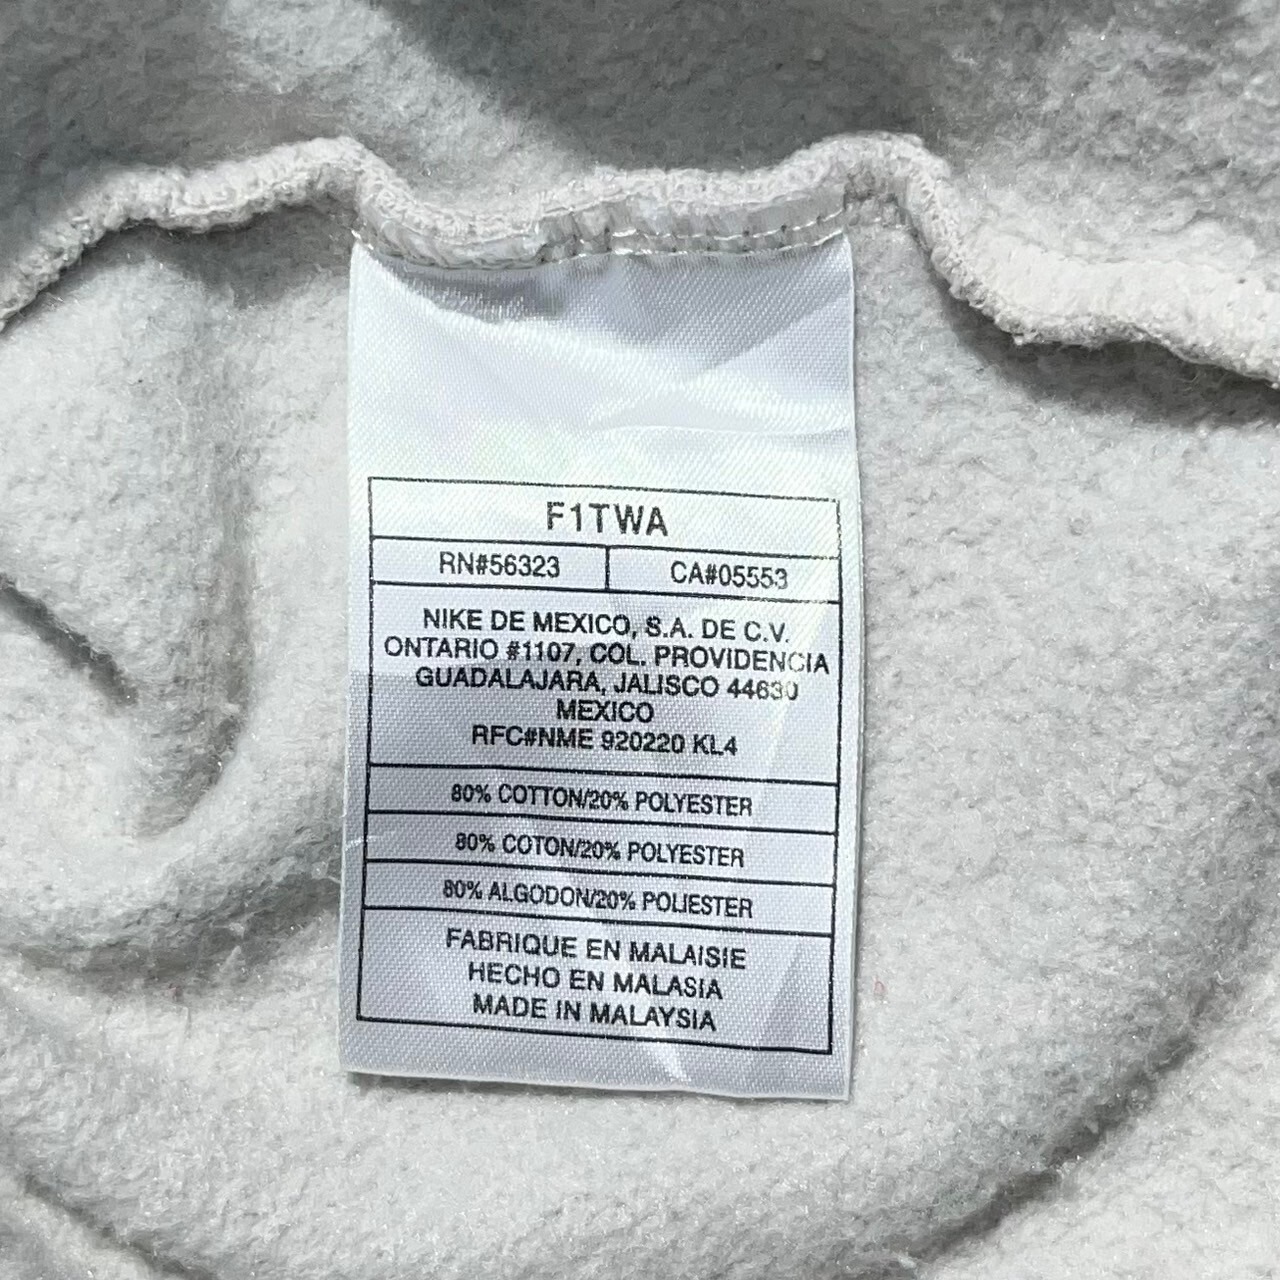 F1TWA
RN#56323
CA#05553
NIKE DE MEXICO, S.A. DE C.V.
ONTARIO #1107, COL. PROVIDENCIA
GUADALAJARA, JALISCO 44630
MEXICO
RFC#NME 920220 KL4
80% COTTON/20% POLYESTER
80% COTON/20% POLYESTER
80% ALGODON/20% POLIESTER
FABRIQUE EN MALAISIE
HECHO EN MALASIA
MADE IN MALAYSIA